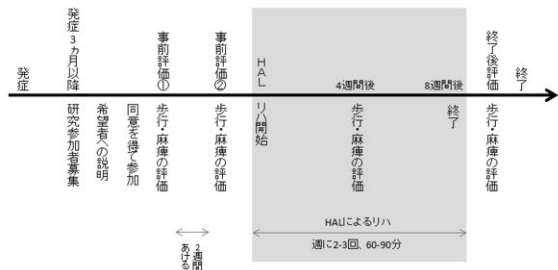 発症
発症3ヵ月以降
事前評価①
事前評価②
HAL
4週間後
8週間後
終了後評価
終了
研究参加者募集
希望者への説明
同意を得て参加
歩行・麻痺の評価
歩行・麻痺の評価
リハ開始
歩行・麻痺の評価
終了
歩行・麻痺の評価
HALによるリハ
週に2-3回、60-90分
2週間
あける